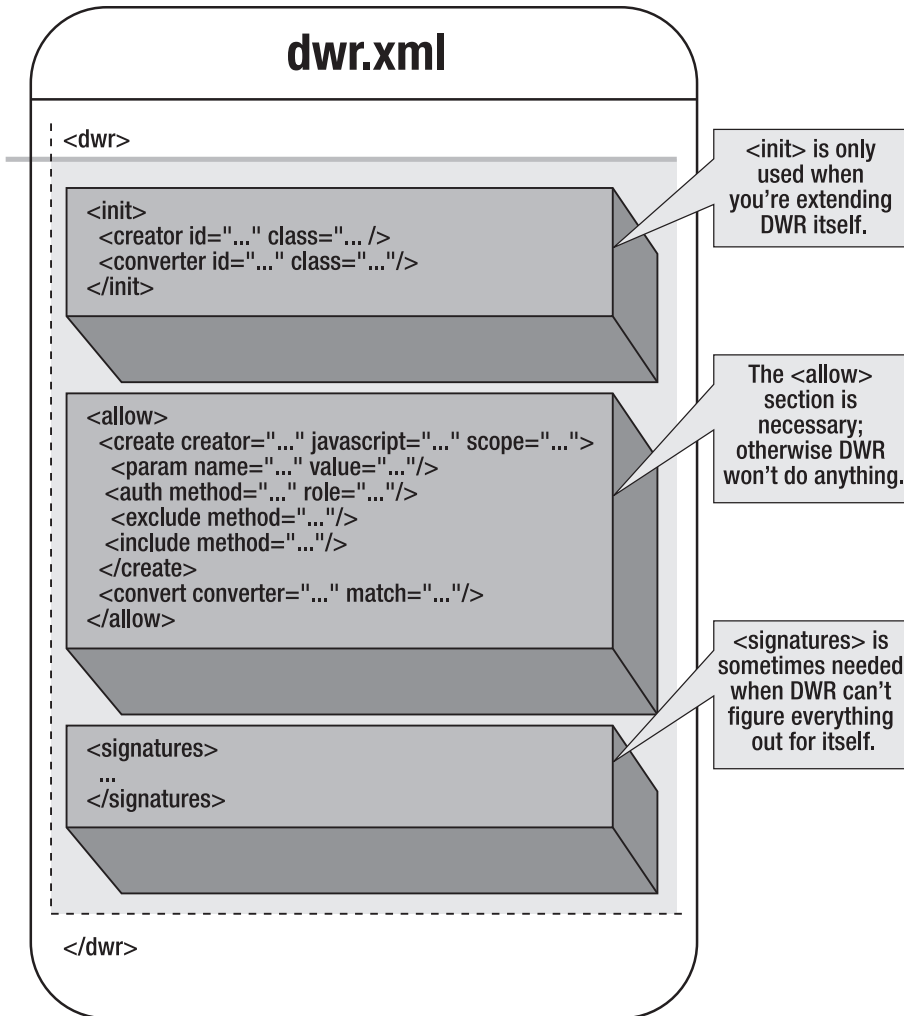 dwr.xml
<dwr>
<init>
<creator id="..." class="... />
<converter id="..." class="..."/>
</init>
<init> is only
used when
you're extending
DWR itself.
<allow>
<create creator="..." javascript="..." scope="...">
<param name="..." value="..."/>
<auth method="..." role="..."/>
<exclude method="..."/>
<include method="..."/>
</create>
<convert converter="..." match="..."/>
</allow>
The <allow>
section is
necessary;
otherwise DWR
won't do anything.
<signatures>
...
</signatures>
<signatures> is
sometimes needed
when DWR can't
figure everything
out for itself.
</dwr>